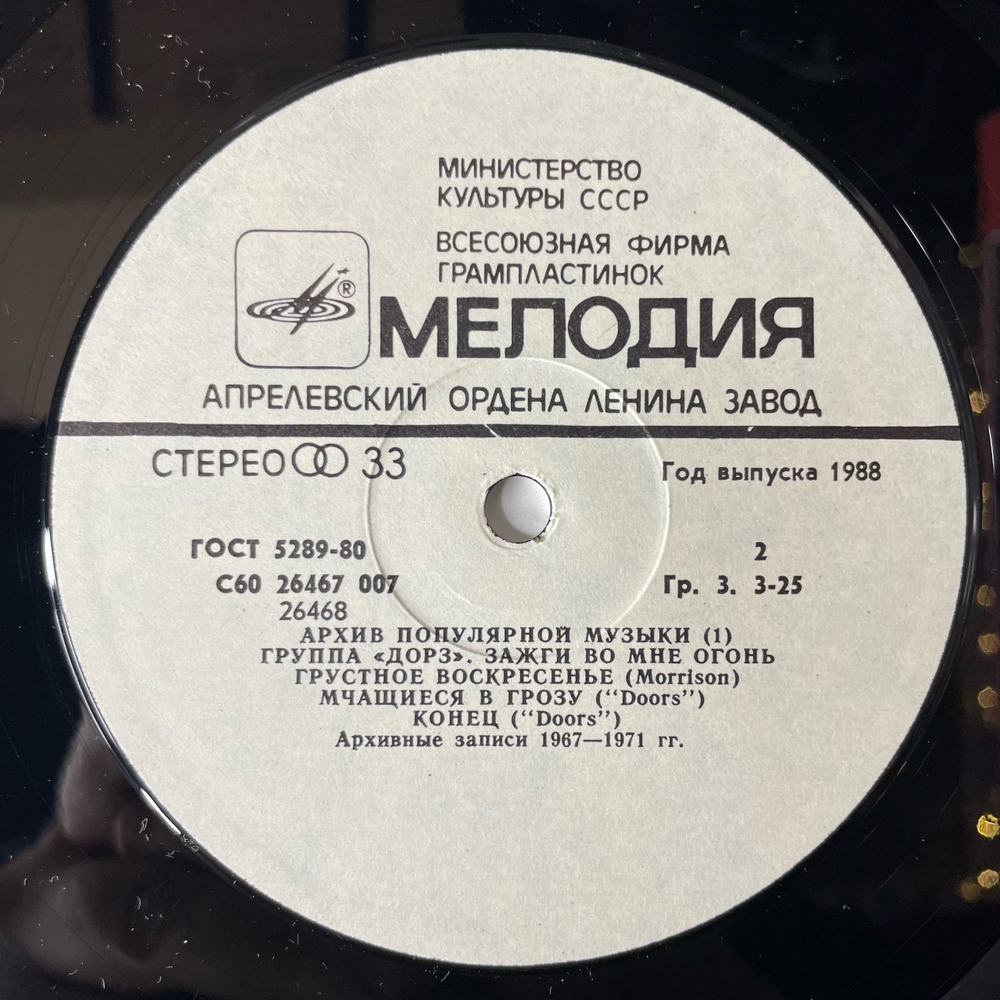 МИНИСТЕРСТВО
КУЛЬТУРЫ СССР
ВСЕСОЮЗНАЯ ФИРМА
ГРАМПЛАСТИНОК
®
МЕЛОДИЯ
АПРЕЛЕВСКИЙ ОРДЕНА ЛЕНИНА ЗАВОД
СТЕРЕО 33
Год выпуска 1988
ГОСТ 5289-80
2
С60 26467 007
Гр. 3. 3-25
26468
АРХИВ ПОПУЛЯРНОЙ МУЗЫКИ (1)
ГРУППА «ДОРЗ». ЗАЖГИ ВО МНЕ ОГОНЬ
ГРУСТНОЕ ВОСКРЕСЕНЬЕ (Morrison)
МЧАЩИЕСЯ В ГРОЗУ (“Doors”)
КОНЕЦ (“Doors”)
Архивные записи 1967—1971 гг.